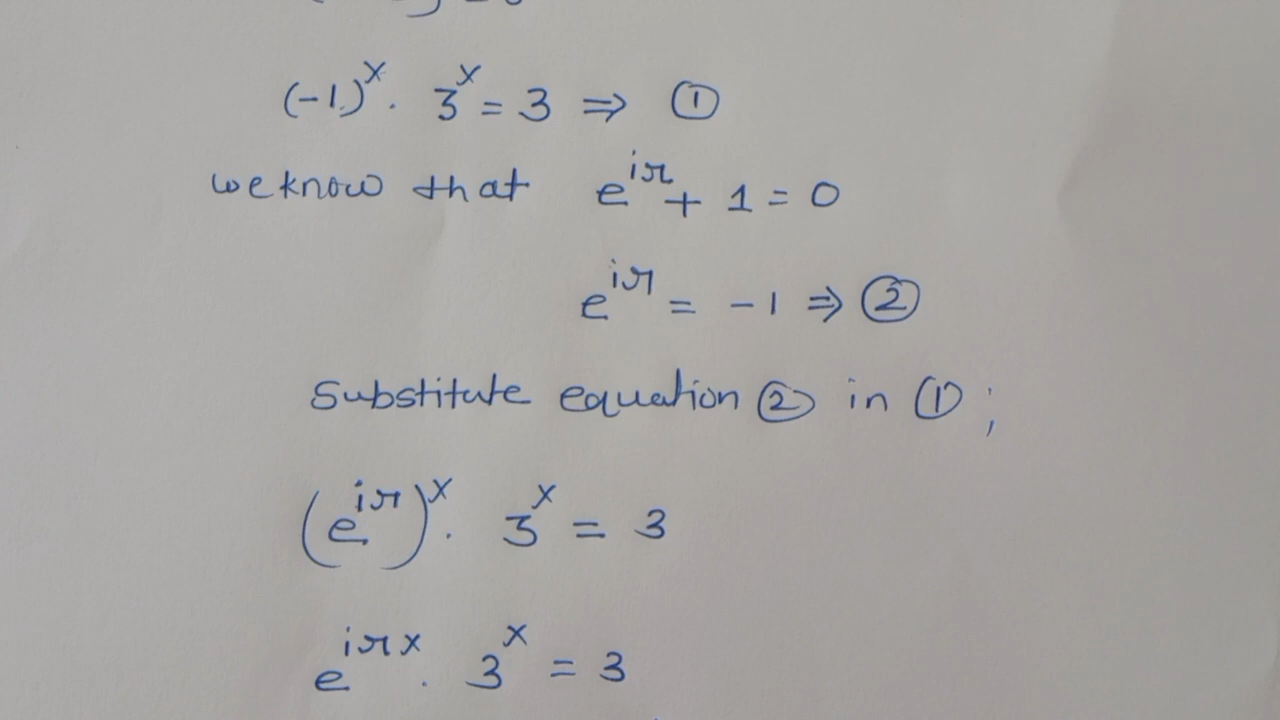 (-1)^x . 3^x = 3 ⇒ ①
we know that e^{iπ} + 1 = 0
e^{iπ} = -1 ⇒ ②
Substitute equation ② in ① ;
(e^{iπ})^x . 3^x = 3
e^{iπx} . 3^x = 3